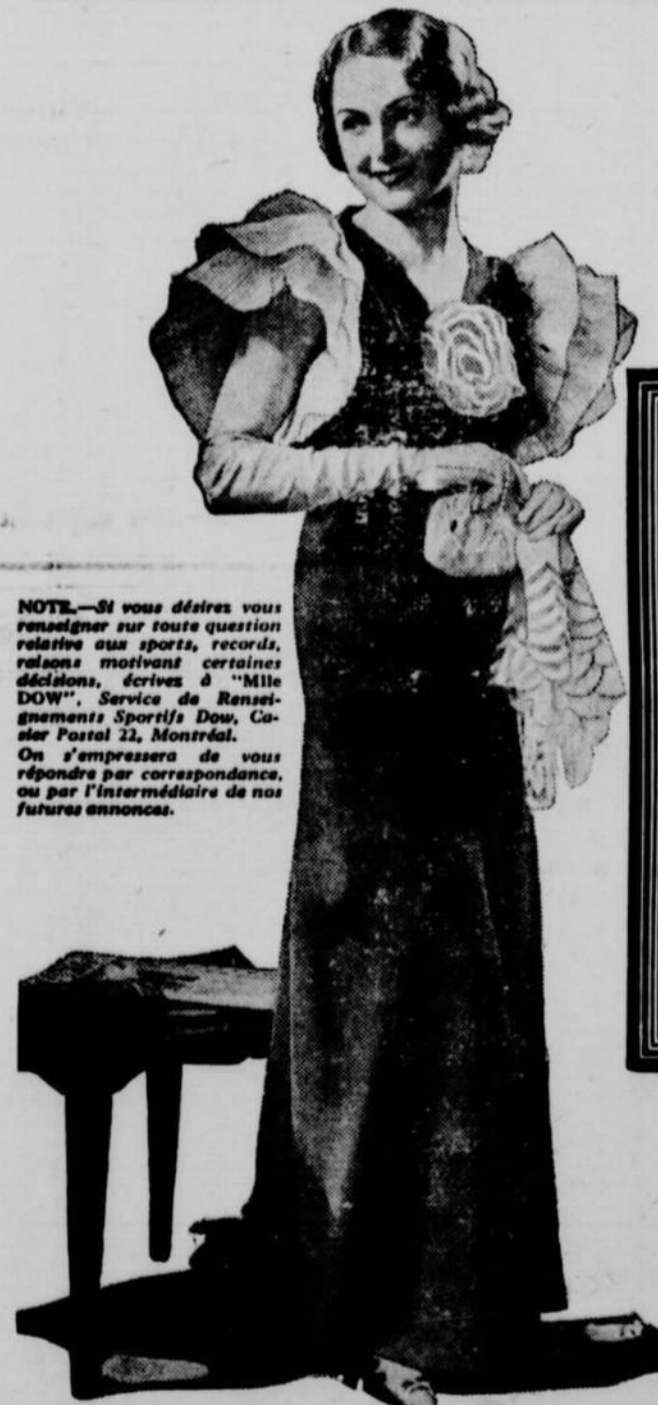 NOTE.—Si vous désirez vous
renseigner sur toute question
relative aux sports, records,
raisons motivant certaines
décisions, écrivez à "Mlle
DOW", Service de Rensei-
gnements Sportifs Dow, Ca-
sier Postal 22, Montréal.
On s'empressera de vous
répondre par correspondance,
ou par l'intermédiaire de nos
futures annonces.